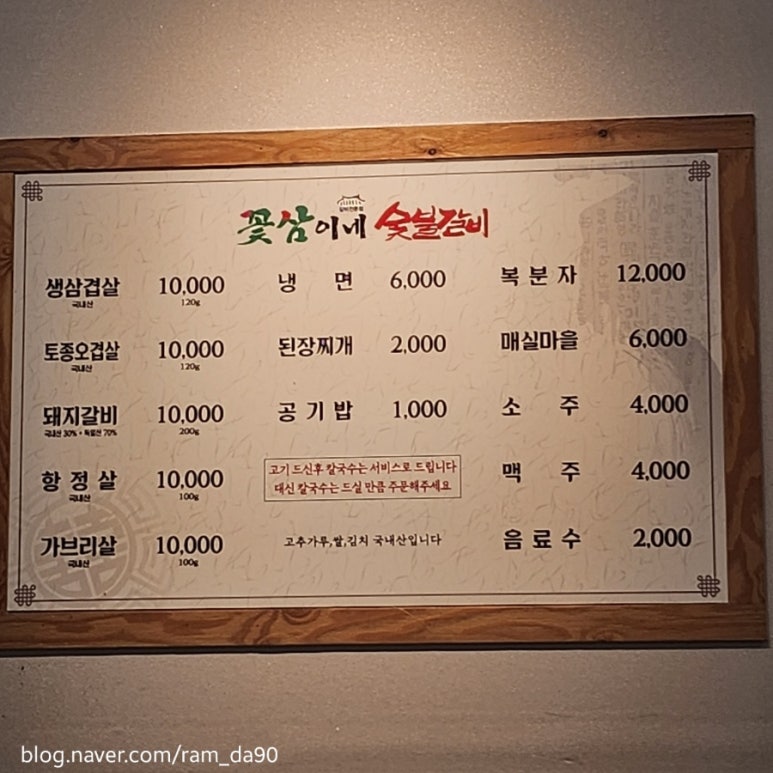 갈비전문점
꽃삼이네 숯불갈비
생삼겹살 10,000
국내산 120g
토종오겹살 10,000
국내산 120g
돼지갈비 10,000
국내산 30% + 독일산 70% 200g
항정살 10,000
국내산 100g
가브리살 10,000
국내산 100g
냉면 6,000
된장찌개 2,000
공기밥 1,000
고기 드신후 칼국수는 서비스로 드립니다
대신 칼국수는 드실 만큼 주문해주세요
고추가루,쌀,김치 국내산입니다
복분자 12,000
매실마을 6,000
소주 4,000
맥주 4,000
음료수 2,000
blog.naver.com/ram_da90